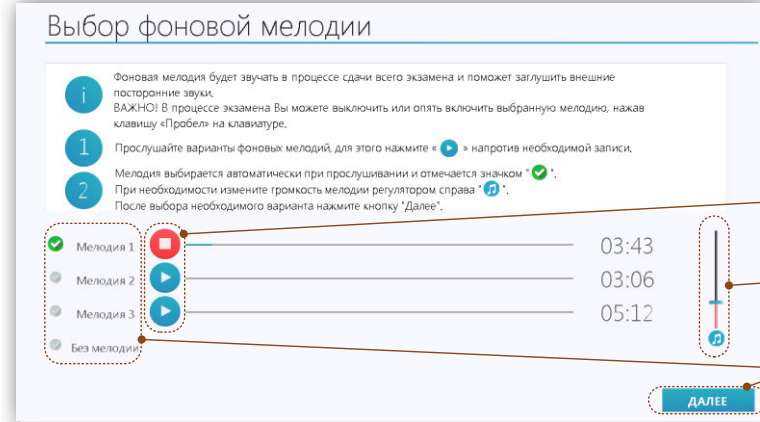 Выбор фоновой мелодии
i
Фоновая мелодия будет звучать в процессе сдачи всего экзамена и поможет заглушить внешние
посторонние звуки.
ВАЖНО! В процессе экзамена Вы можете выключить или опять включить выбранную мелодию, нажав
клавишу «Пробел» на клавиатуре.
1
Прослушайте варианты фоновых мелодий, для этого нажмите « » напротив необходимой записи.
2
Мелодия выбирается автоматически при прослушивании и отмечается значком " ".
При необходимости измените громкость мелодии регулятором справа " ".
После выбора необходимого варианта нажмите кнопку "Далее".
Мелодия 1 03:43
Мелодия 2 03:06
Мелодия 3 05:12
Без мелодии
ДАЛЕЕ